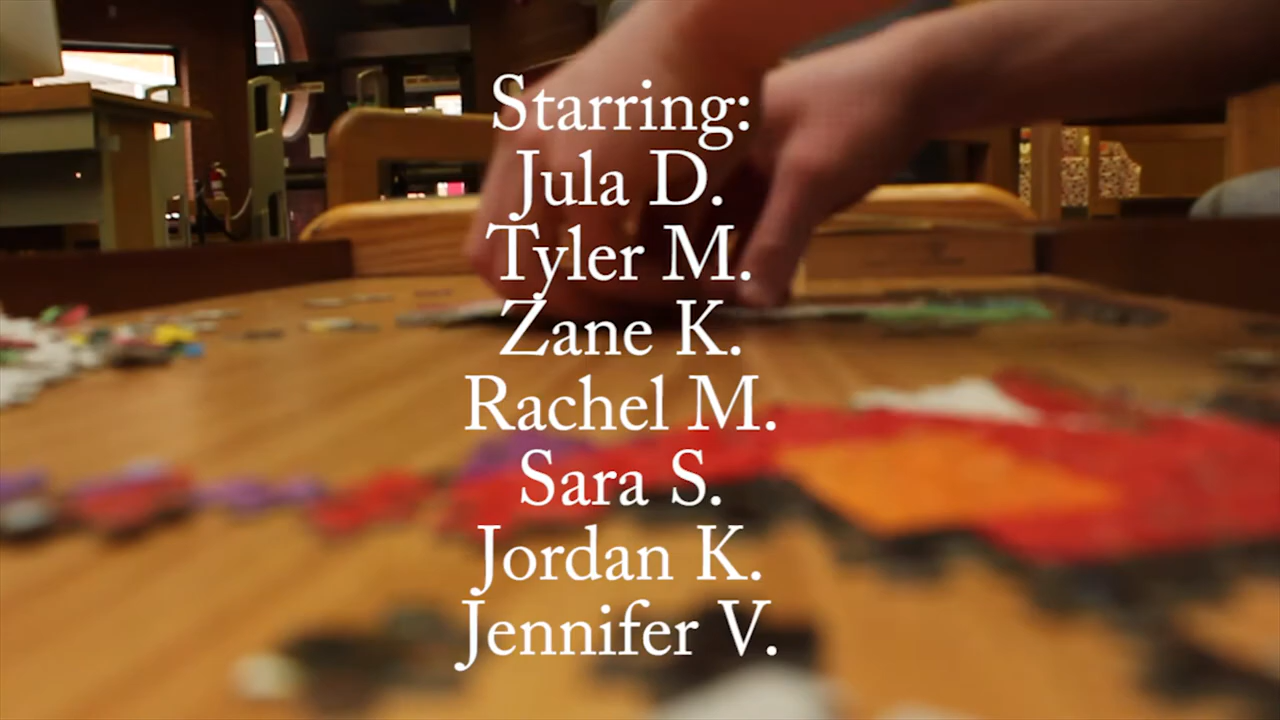 Starring:
Jula D.
Tyler M.
Zane K.
Rachel M.
Sara S.
Jordan K.
Jennifer V.